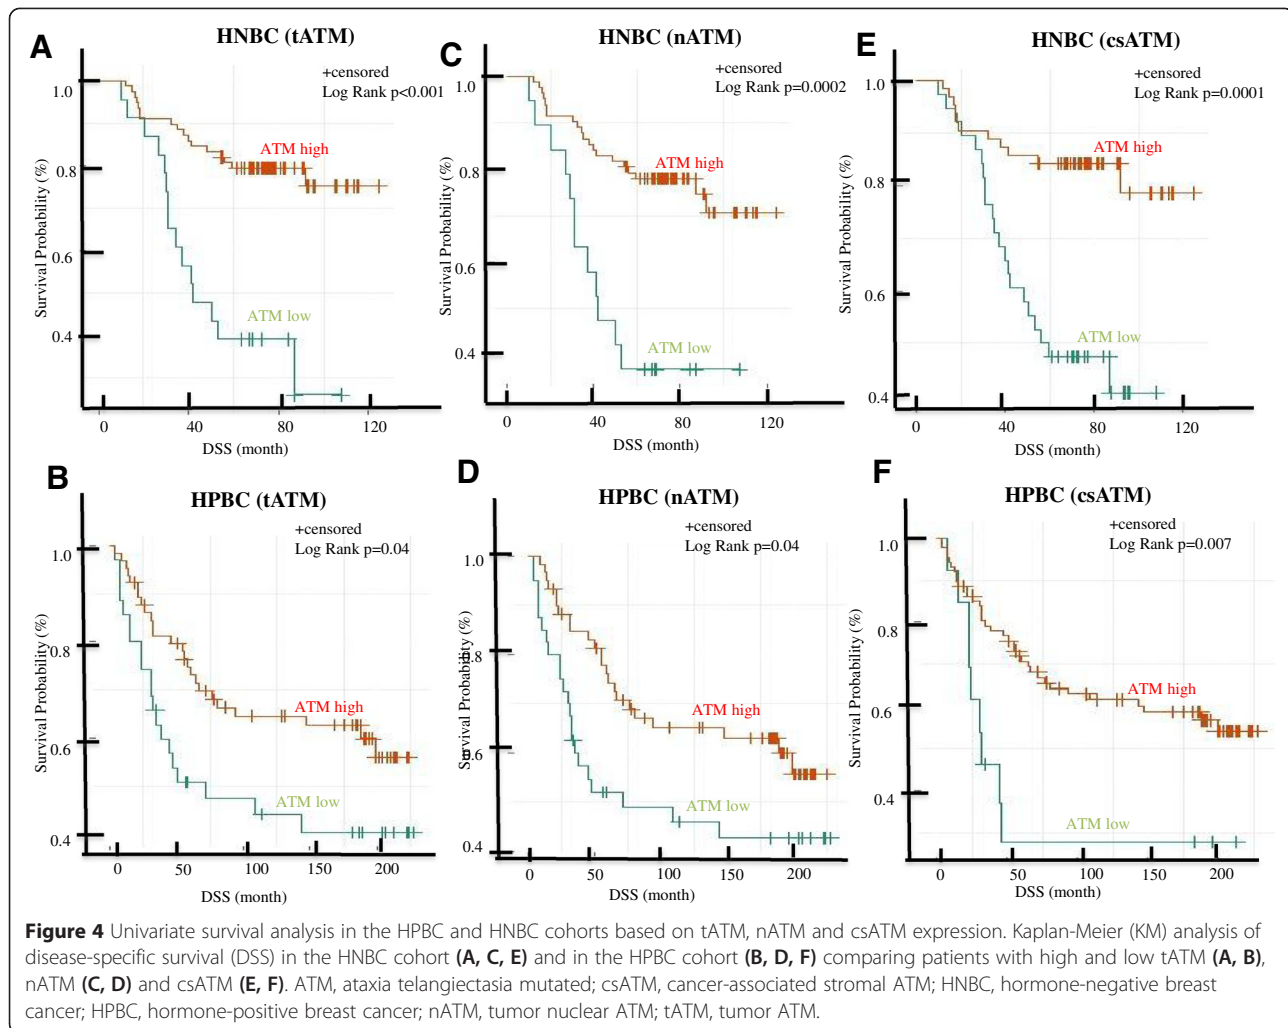 A
HNBC (tATM)
+censored
Log Rank p<0.001
1.0
0.8
0.6
0.4
Survival Probability (%)
ATM high
ATM low
0 40 80 120
DSS (month)
C
HNBC (nATM)
+censored
Log Rank p=0.0002
1.0
0.8
0.6
0.4
Survival Probability (%)
ATM high
ATM low
0 40 80 120
DSS (month)
E
HNBC (csATM)
+censored
Log Rank p=0.0001
1.0
0.8
0.6
0.4
Survival Probability (%)
ATM high
ATM low
0 40 80 120
DSS (month)
B
HPBC (tATM)
+censored
Log Rank p=0.04
1.0
0.8
0.6
0.4
Survival Probability (%)
ATM high
ATM low
0 50 100 150 200
DSS (month)
D
HPBC (nATM)
+censored
Log Rank p=0.04
1.0
0.8
0.6
0.4
Survival Probability (%)
ATM high
ATM low
0 50 100 150 200
DSS (month)
F
HPBC (csATM)
+censored
Log Rank p=0.007
1.0
0.8
0.6
0.4
Survival Probability (%)
ATM high
ATM low
0 50 100 150 200
DSS (month)
Figure 4 Univariate survival analysis in the HPBC and HNBC cohorts based on tATM, nATM and csATM expression. Kaplan-Meier (KM) analysis of
disease-specific survival (DSS) in the HNBC cohort (A, C, E) and in the HPBC cohort (B, D, F) comparing patients with high and low tATM (A, B),
nATM (C, D) and csATM (E, F). ATM, ataxia telangiectasia mutated; csATM, cancer-associated stromal ATM; HNBC, hormone-negative breast
cancer; HPBC, hormone-positive breast cancer; nATM, tumor nuclear ATM; tATM, tumor ATM.